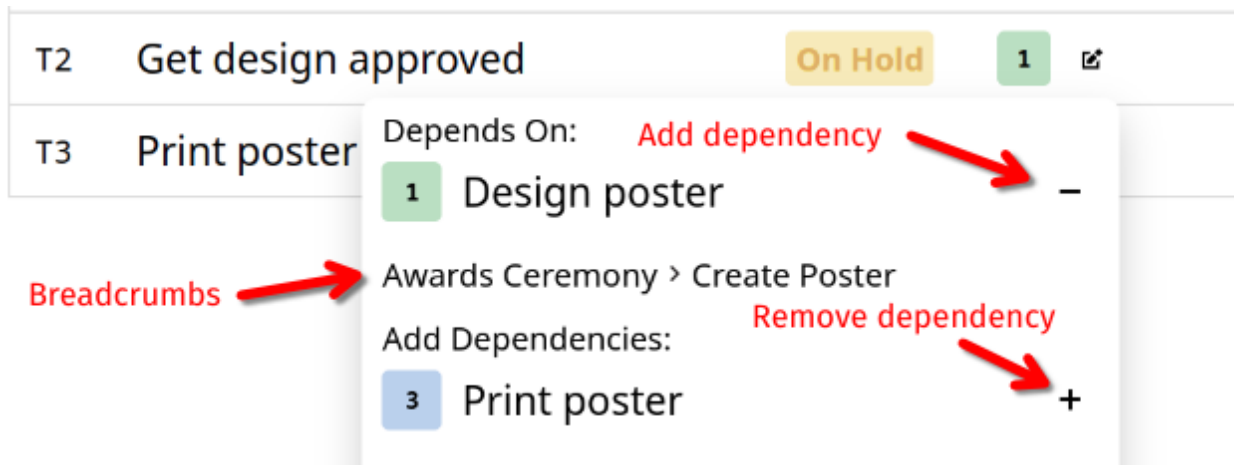 T2 Get design approved On Hold 1
T3 Print poster
Depends On:
Add dependency
1 Design poster −
Breadcrumbs
Awards Ceremony > Create Poster
Remove dependency
Add Dependencies:
3 Print poster +